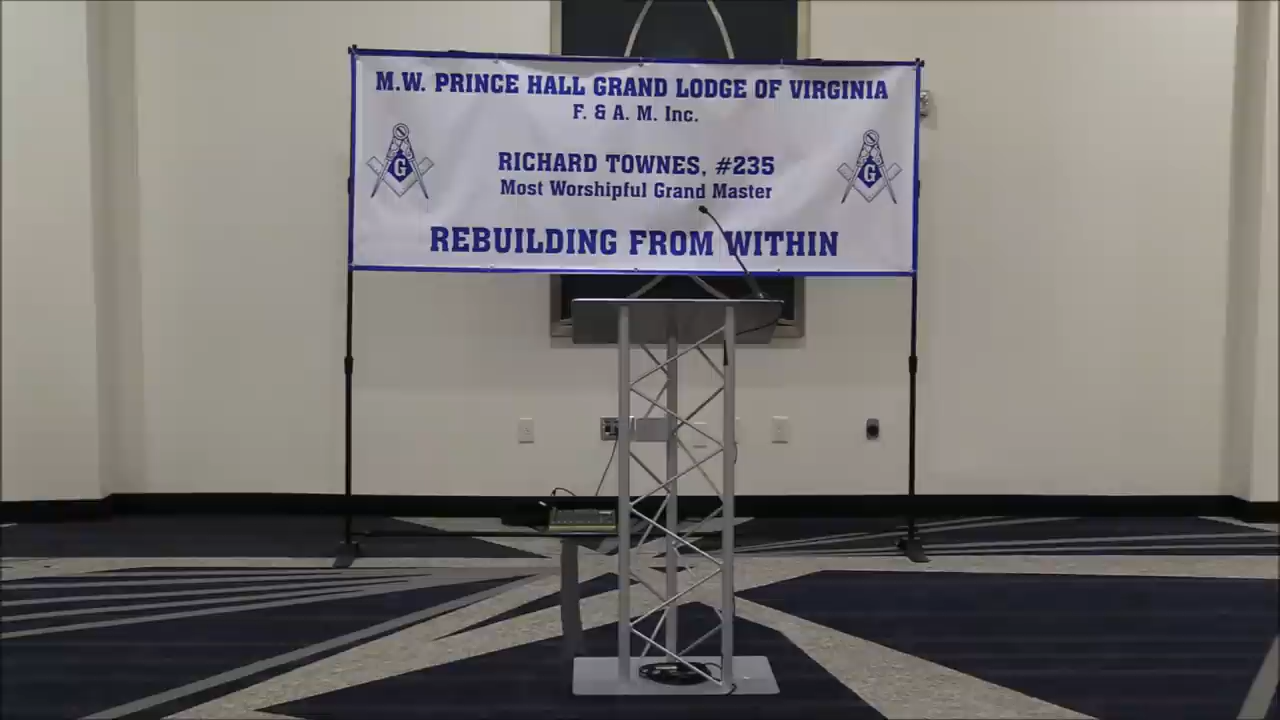 M.W. PRINCE HALL GRAND LODGE OF VIRGINIA
F. & A. M. Inc.
G
G
RICHARD TOWNES, #235
Most Worshipful Grand Master
REBUILDING FROM WITHIN